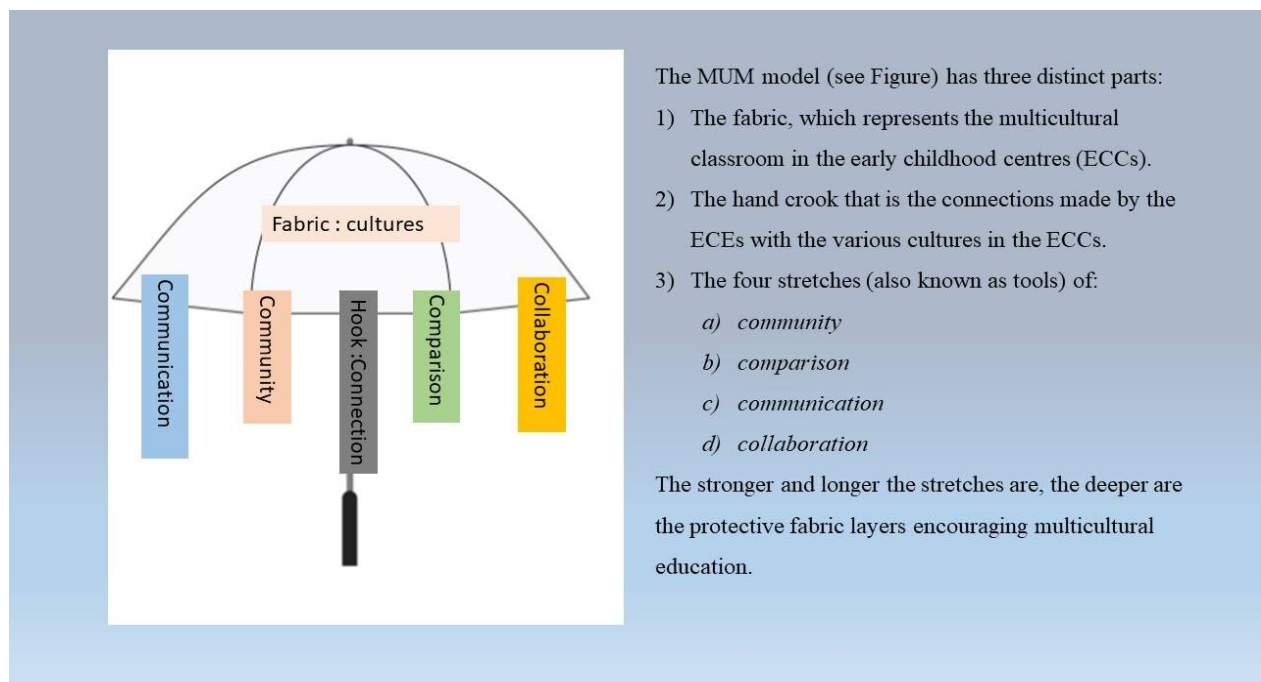 Fabric : cultures
Communication
Community
Hook :Connection
Comparison
Collaboration
The MUM model (see Figure) has three distinct parts:
1) The fabric, which represents the multicultural
classroom in the early childhood centres (ECCs).
2) The hand crook that is the connections made by the
ECEs with the various cultures in the ECCs.
3) The four stretches (also known as tools) of:
a) community
b) comparison
c) communication
d) collaboration
The stronger and longer the stretches are, the deeper are
the protective fabric layers encouraging multicultural
education.